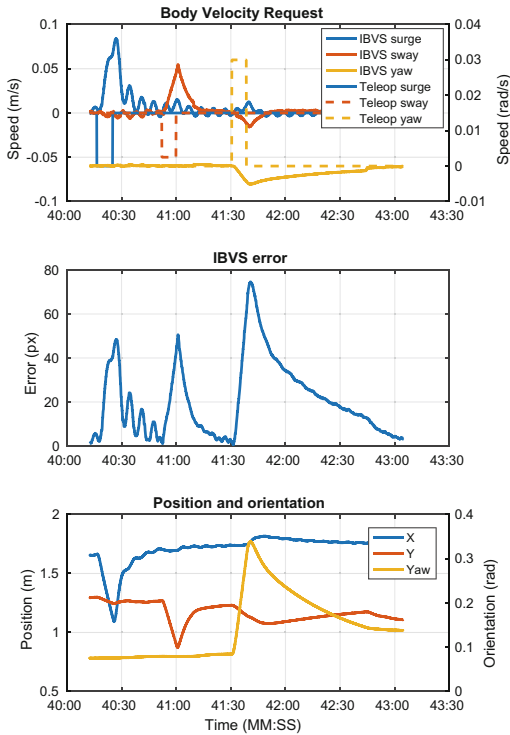 Body Velocity Request
0.1
0.05
0
-0.05
-0.1
Speed (m/s)
0.04
0.03
0.02
0.01
0
-0.01
Speed (rad/s)
IBVS surge
IBVS sway
IBVS yaw
Teleop surge
Teleop sway
Teleop yaw
40:00 40:30 41:00 41:30 42:00 42:30 43:00 43:30
IBVS error
80
60
40
20
0
Error (px)
40:00 40:30 41:00 41:30 42:00 42:30 43:00 43:30
Position and orientation
2
1.5
1
0.5
Position (m)
0.4
0.3
0.2
0.1
0
Orientation (rad)
X
Y
Yaw
40:00 40:30 41:00 41:30 42:00 42:30 43:00 43:30
Time (MM:SS)